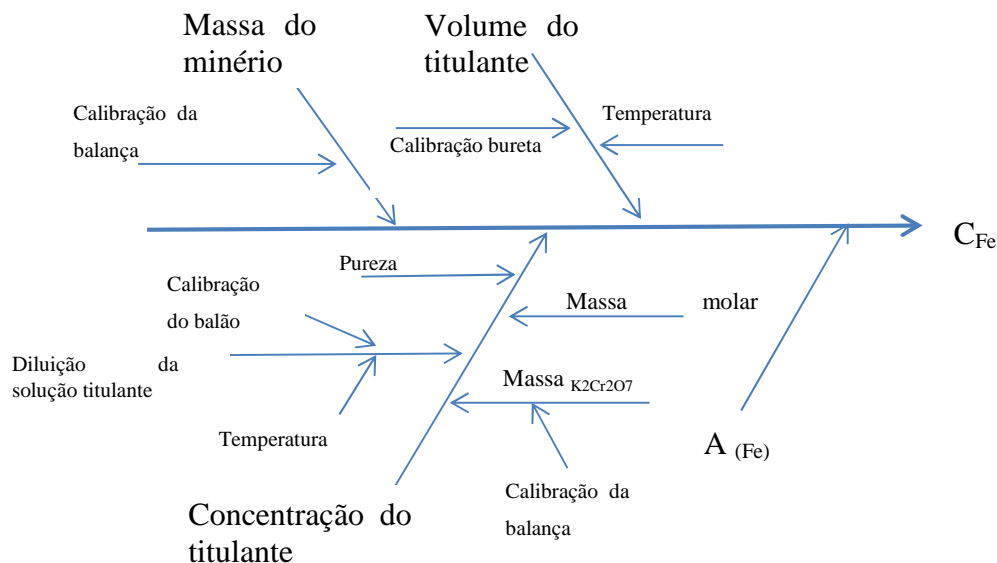 Massa do
minério
Volume do
titulante
Calibração da
balança
Temperatura
Calibração bureta
C Fe
Pureza
Calibração
do balão
Massa molar
Diluição da
solução titulante
Massa K2Cr2O7
Temperatura
A (Fe)
Calibração da
balança
Concentração do
titulante